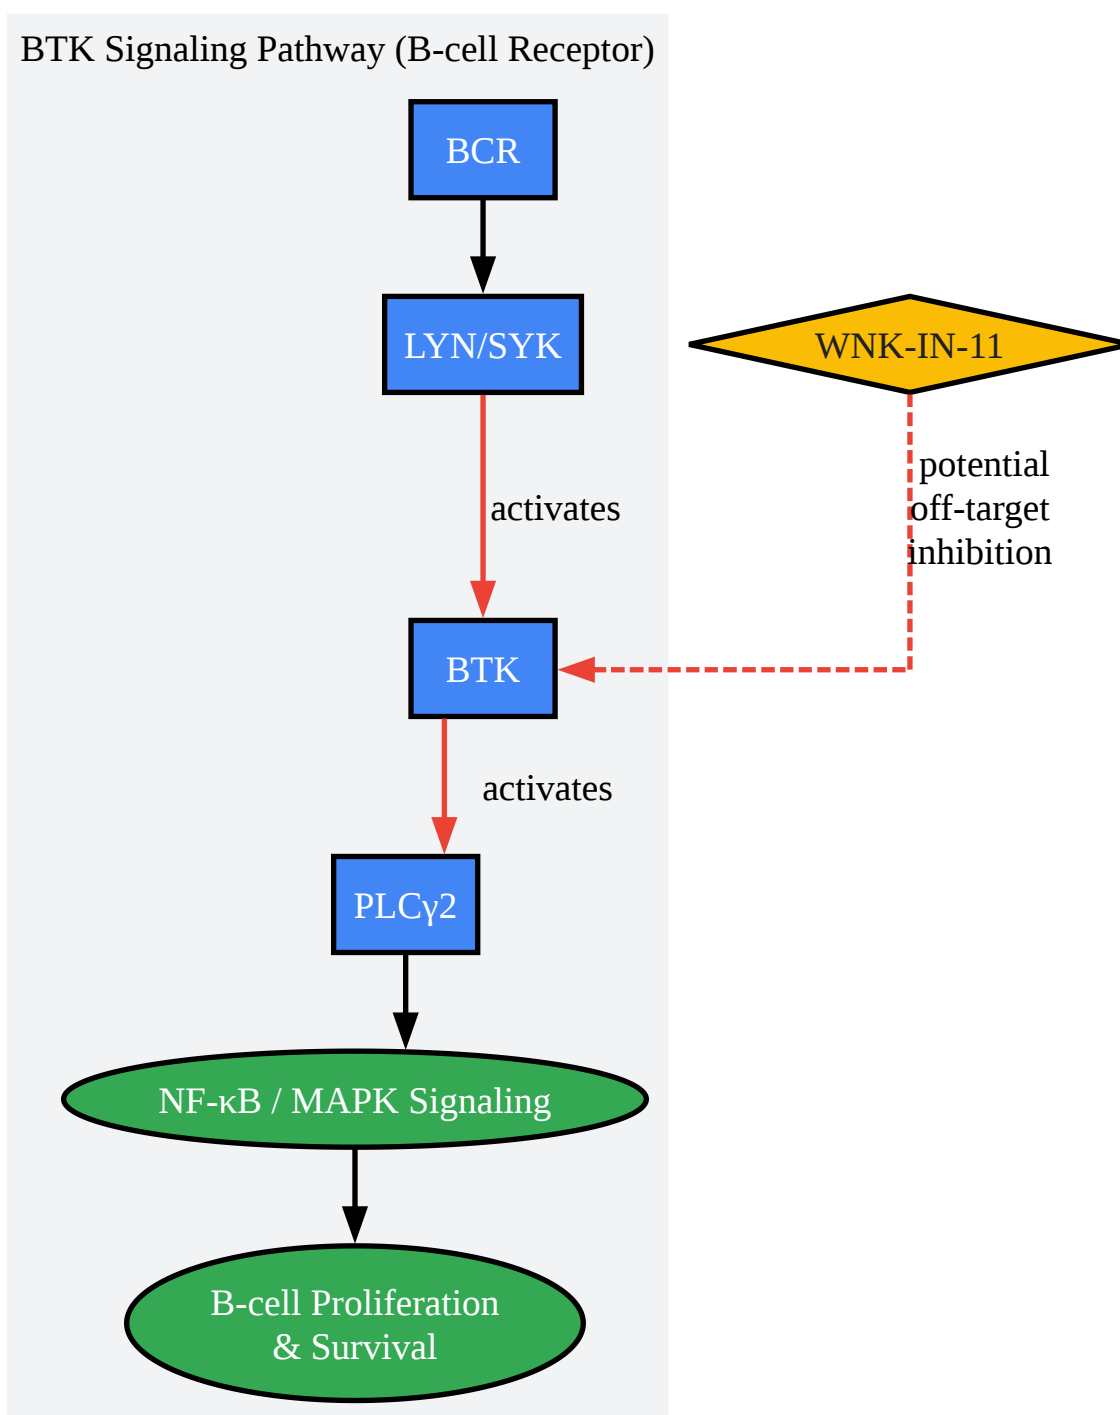 BTK Signaling Pathway (B-cell Receptor)
BCR
LYN/SYK
WNK-IN-11
potential
off-target
inhibition
activates
BTK
activates
PLCγ2
NF-κB / MAPK Signaling
B-cell Proliferation
& Survival